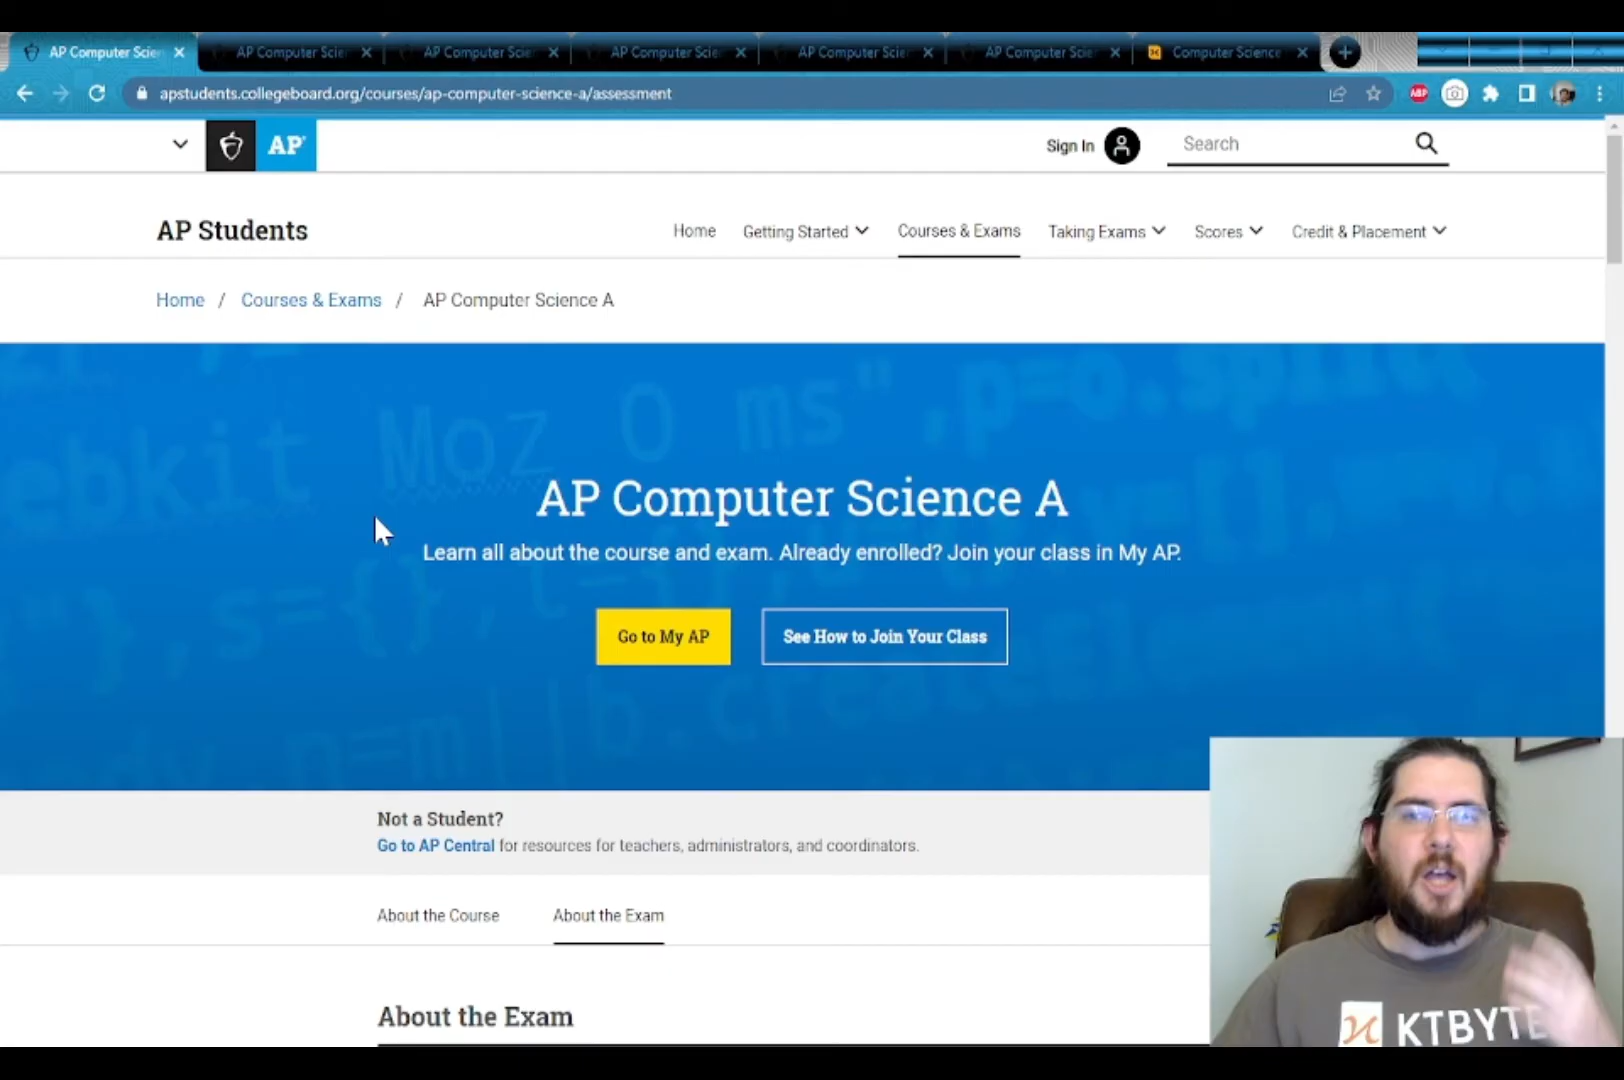 AP Computer Scie
AP Computer Scie
AP Computer Scie
AP Computer Scie
AP Computer Scie
AP Computer Scie
Computer Science
apstudents.collegeboard.org/courses/ap-computer-science-a/assessment
ABP
AP
Sign In
Search
AP Students
Home
Getting Started
Courses & Exams
Taking Exams
Scores
Credit & Placement
Home / Courses & Exams / AP Computer Science A
ebkit Moz O ms",p=o.split(
AP Computer Science A
Learn all about the course and exam. Already enrolled? Join your class in My AP.
Go to My AP
See How to Join Your Class
Not a Student?
Go to AP Central for resources for teachers, administrators, and coordinators.
About the Course
About the Exam
About the Exam
KTBYTE